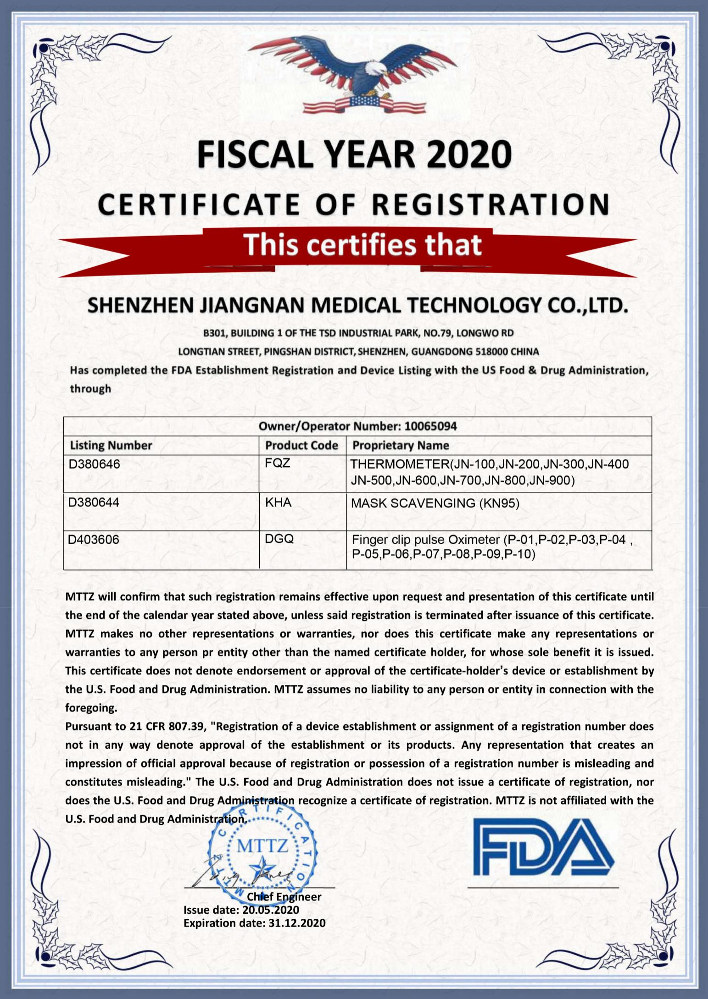 FISCAL YEAR 2020
CERTIFICATE OF REGISTRATION
This certifies that
SHENZHEN JIANGNAN MEDICAL TECHNOLOGY CO.,LTD.
B301, BUILDING 1 OF THE TSD INDUSTRIAL PARK, NO.79, LONGWO RD
LONGTIAN STREET, PINGSHAN DISTRICT, SHENZHEN, GUANGDONG 518000 CHINA
Has completed the FDA Establishment Registration and Device Listing with the US Food & Drug Administration,
through
Owner/Operator Number: 10065094
Listing Number Product Code Proprietary Name
D380646 FQZ THERMOMETER(JN-100,JN-200,JN-300,JN-400
JN-500,JN-600,JN-700,JN-800,JN-900)
D380644 KHA MASK SCAVENGING (KN95)
D403606 DGQ Finger clip pulse Oximeter (P-01,P-02,P-03,P-04 ,
P-05,P-06,P-07,P-08,P-09,P-10)
MTTZ will confirm that such registration remains effective upon request and presentation of this certificate until
the end of the calendar year stated above, unless said registration is terminated after issuance of this certificate.
MTTZ makes no other representations or warranties, nor does this certificate make any representations or
warranties to any person pr entity other than the named certificate holder, for whose sole benefit it is issued.
This certificate does not denote endorsement or approval of the certificate-holder's device or establishment by
the U.S. Food and Drug Administration. MTTZ assumes no liability to any person or entity in connection with the
foregoing.
Pursuant to 21 CFR 807.39, "Registration of a device establishment or assignment of a registration number does
not in any way denote approval of the establishment or its products. Any representation that creates an
impression of official approval because of registration or possession of a registration number is misleading and
constitutes misleading." The U.S. Food and Drug Administration does not issue a certificate of registration, nor
does the U.S. Food and Drug Administration recognize a certificate of registration. MTTZ is not affiliated with the
U.S. Food and Drug Administration.
MTTZ CERTIFICATION
MTTZ
FDA
Chief Engineer
Issue date: 20.05.2020
Expiration date: 31.12.2020